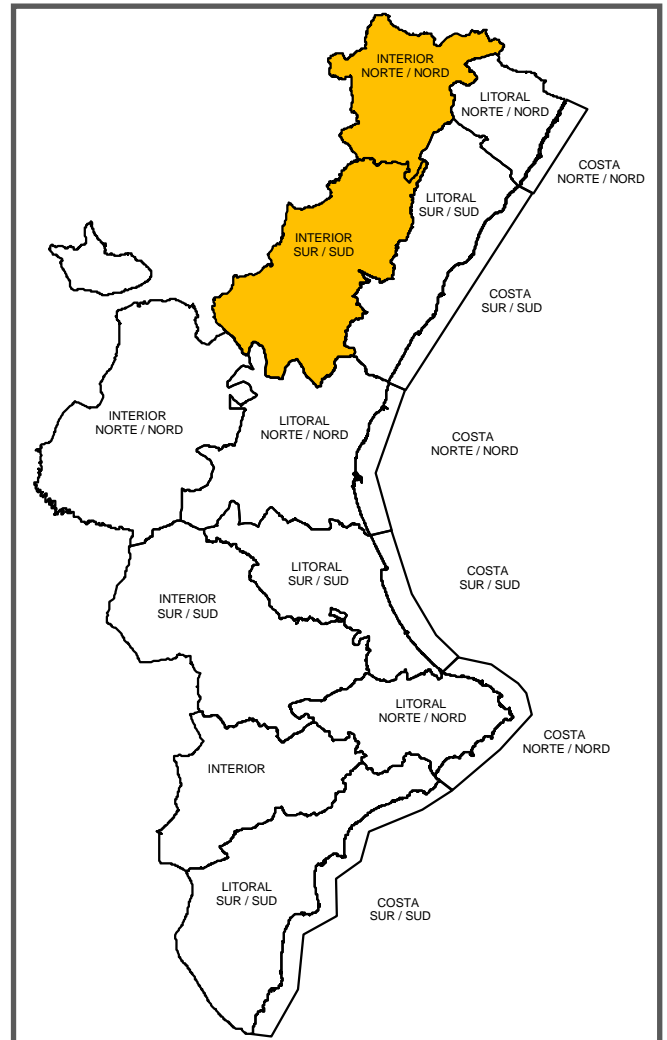 INTERIOR
NORTE / NORD
LITORAL
NORTE / NORD
COSTA
NORTE / NORD
LITORAL
SUR / SUD
INTERIOR
SUR / SUD
COSTA
SUR / SUD
INTERIOR
NORTE / NORD
LITORAL
NORTE / NORD
COSTA
NORTE / NORD
LITORAL
SUR / SUD
COSTA
SUR / SUD
INTERIOR
SUR / SUD
LITORAL
NORTE / NORD
COSTA
NORTE / NORD
INTERIOR
LITORAL
SUR / SUD
COSTA
SUR / SUD